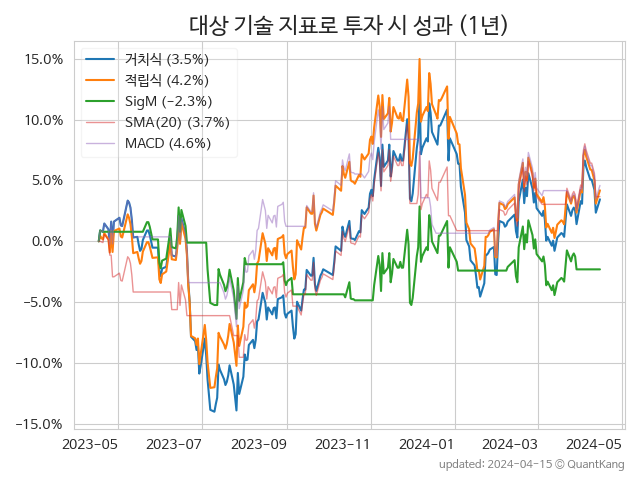 대상 기술 지표로 투자 시 성과 (1년)
15.0%
10.0%
5.0%
0.0%
−5.0%
−10.0%
−15.0%
거치식 (3.5%)
적립식 (4.2%)
SigM (−2.3%)
SMA(20) (3.7%)
MACD (4.6%)
2023-05 2023-07 2023-09 2023-11 2024-01 2024-03 2024-05
updated: 2024-04-15 © QuantKang